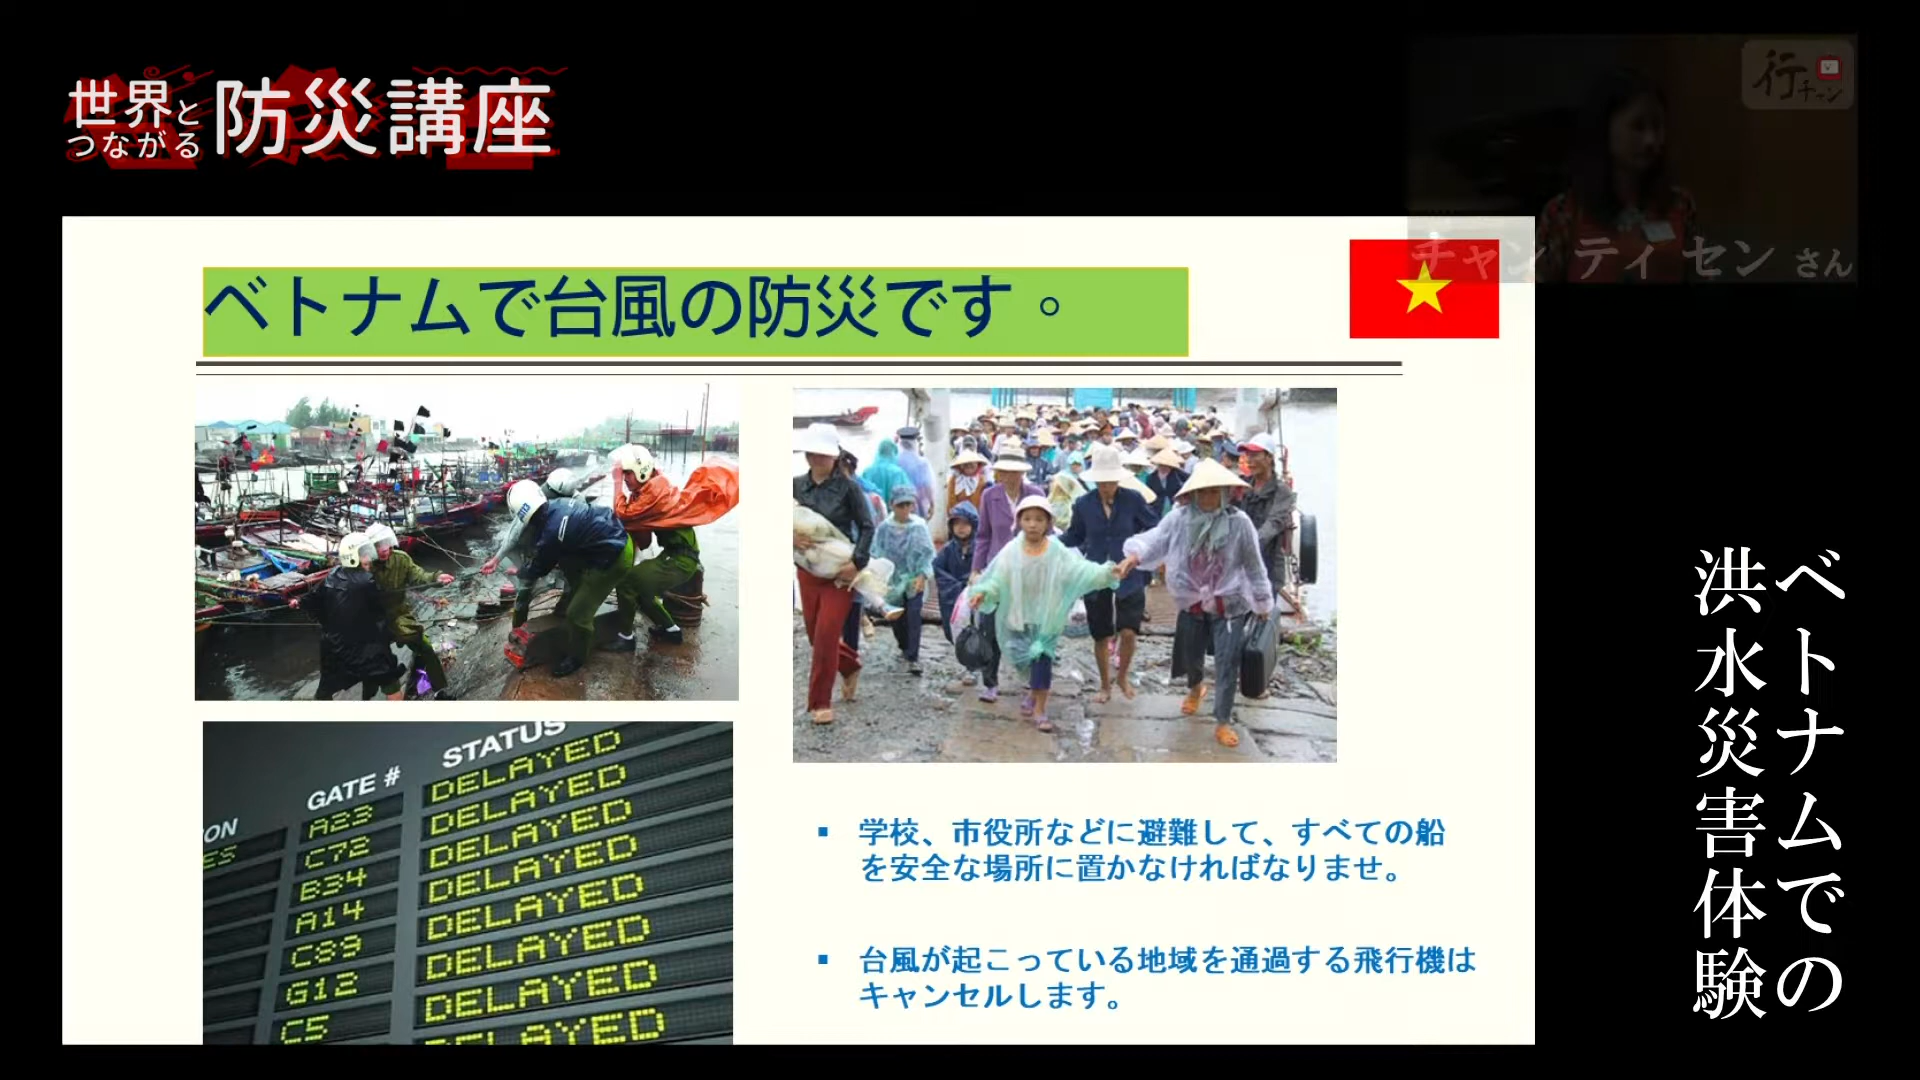 世界と
つながる
防災講座
行チャン
チャン ティ セン さん
ベトナムで台風の防災です。
STATUS
GATE #
ON
ES
A23
C72
B34
A14
C89
G12
C5
DELAYED
DELAYED
DELAYED
DELAYED
DELAYED
DELAYED
DELAYED
DELAYED
学校、市役所などに避難して、すべての船
を安全な場所に置かなければなりませ。
台風が起こっている地域を通過する飛行機は
キャンセルします。
ベトナムでの
洪水災害体験